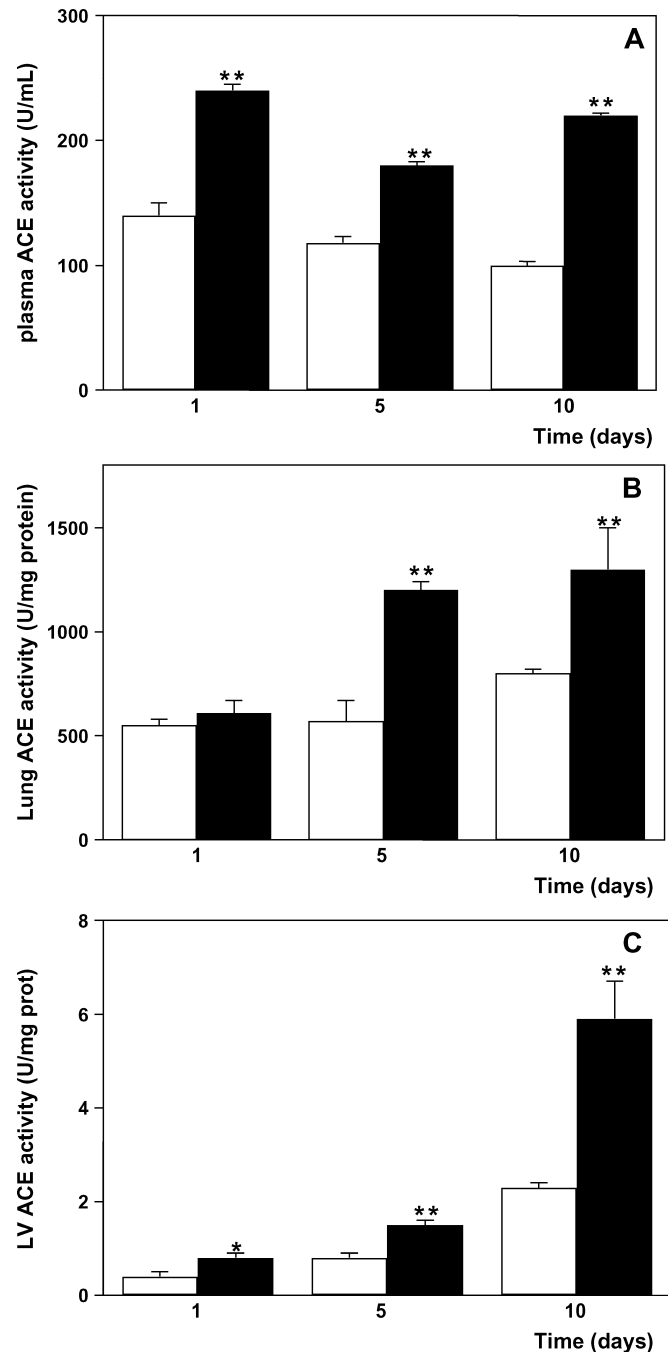 300
A
**
**
**
200
100
0
plasma ACE activity (U/mL)
1 5 10
Time (days)
B
1500
**
**
1000
500
0
Lung ACE activity (U/mg protein)
1 5 10
Time (days)
8
C
**
6
4
2
**
*
0
LV ACE activity (U/mg prot)
1 5 10
Time (days)